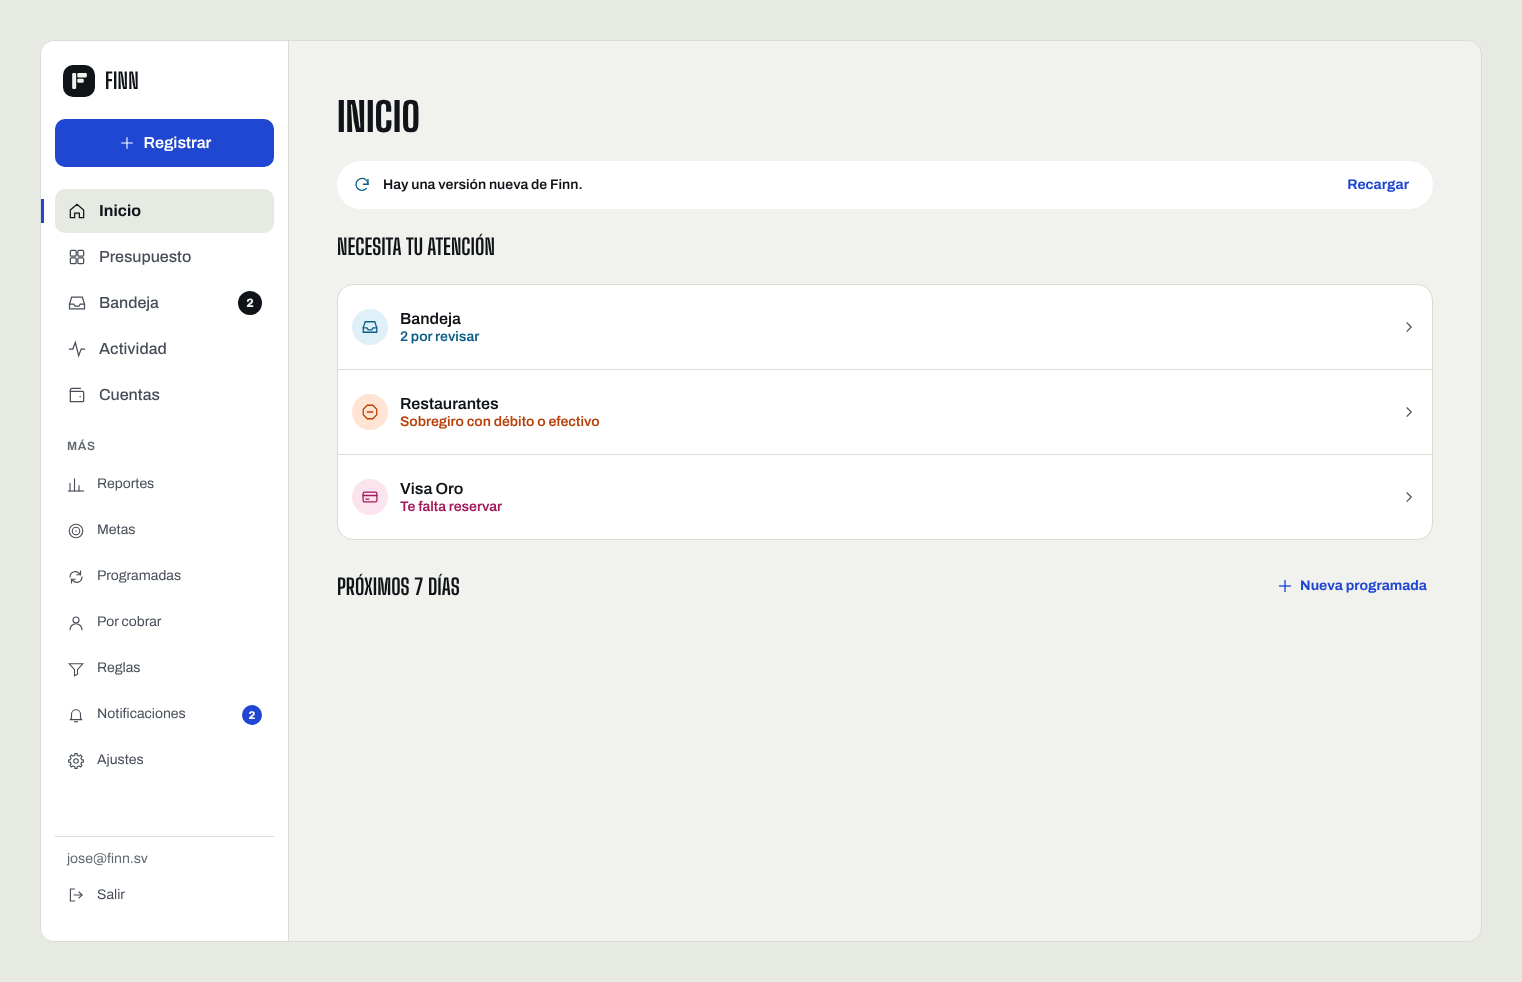 FINN
Registrar
Inicio
Presupuesto
Bandeja 2
Actividad
Cuentas
MÁS
Reportes
Metas
Programadas
Por cobrar
Reglas
Notificaciones 2
Ajustes
jose@finn.sv
Salir
INICIO
Hay una versión nueva de Finn. Recargar
NECESITA TU ATENCIÓN
Bandeja
2 por revisar
Restaurantes
Sobregiro con débito o efectivo
Visa Oro
Te falta reservar
PRÓXIMOS 7 DÍAS Nueva programada